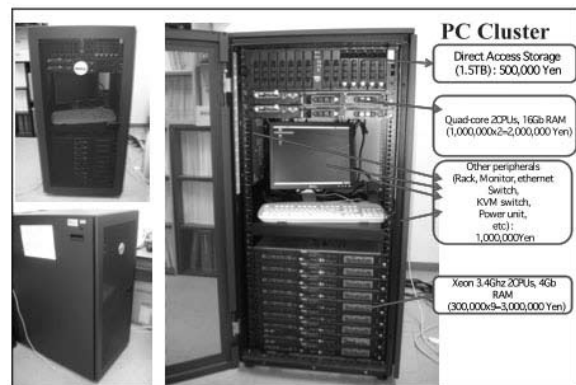 PC Cluster
Direct Access Storage
(1.5TB) : 500,000 Yen
Quad-core 2CPUs, 16Gb RAM
(1,000,000x2=2,000,000 Yen)
Other peripherals
(Rack, Monitor, ethernet
Switch,
KVM switch,
Power unit,
etc) :
1,000,000Yen
Xeon 3.4Ghz 2CPUs, 4Gb
RAM
(300,000x9=3,000,000 Yen)